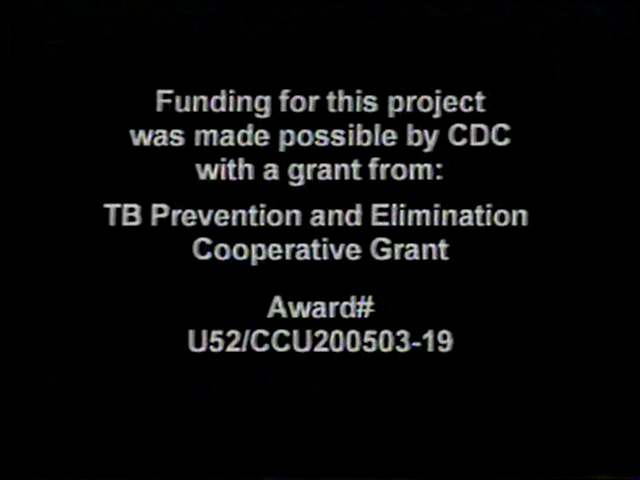 Funding for this project
was made possible by CDC
with a grant from:
TB Prevention and Elimination
Cooperative Grant
Award#
U52/CCU200503-19